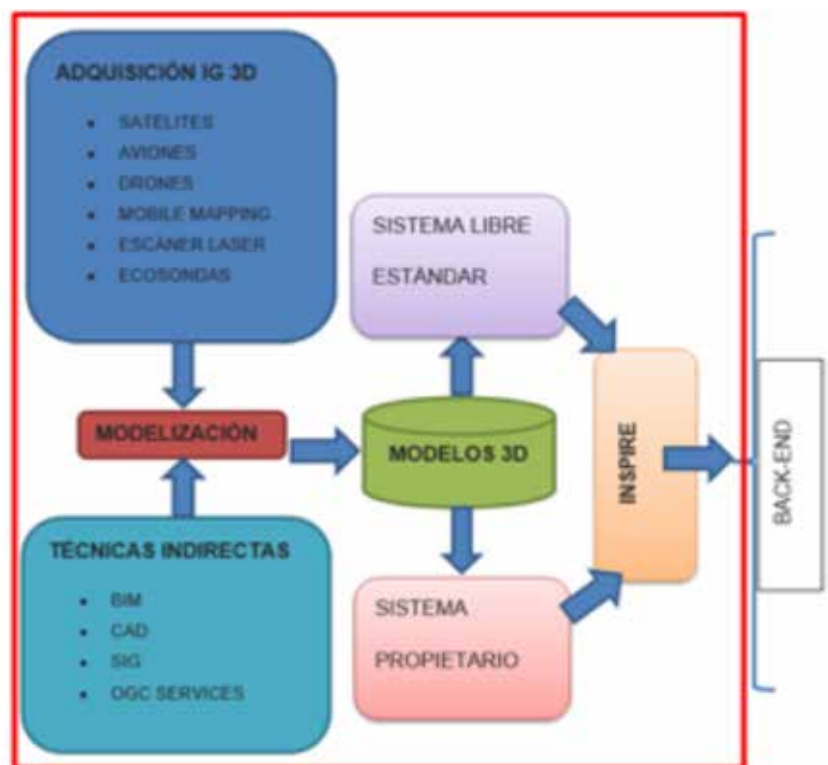 ADQUISICIÓN IG 3D
SATELITES
AVIONES
DRONES
MOBILE MAPPING
ESCÁNER LASER
ECOSONDAS
MODELIZACIÓN
TÉCNICAS INDIRECTAS
BIM
CAD
SIG
OGC SERVICES
MODELOS 3D
SISTEMA LIBRE
ESTÁNDAR
SISTEMA
PROPIETARIO
INSPIRE
BACK-END